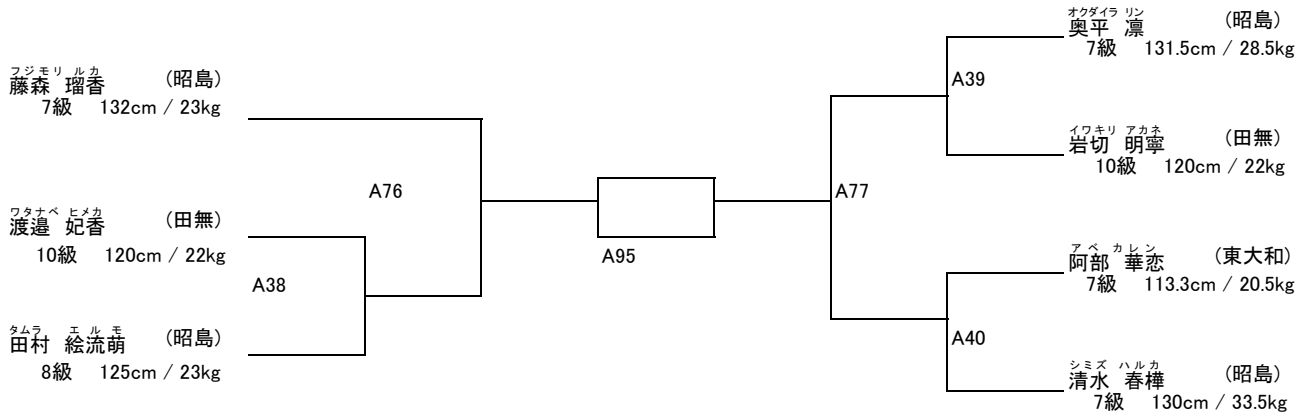 フジモリ ルカ
藤森 瑠香 (昭島)
7級 132cm / 23kg
A76
ワタナベ ヒメカ
渡邉 妃香 (田無)
10級 120cm / 22kg
A38
タムラ エルモ
田村 絵流萌 (昭島)
8級 125cm / 23kg
A95
オクダイラ リン
奥平 凛 (昭島)
7級 131.5cm / 28.5kg
A39
イワキリ アカネ
岩切 明寧 (田無)
10級 120cm / 22kg
A77
アベ カレン
阿部 華恋 (東大和)
7級 113.3cm / 20.5kg
A40
シミズ ハルカ
清水 春樺 (昭島)
7級 130cm / 33.5kg